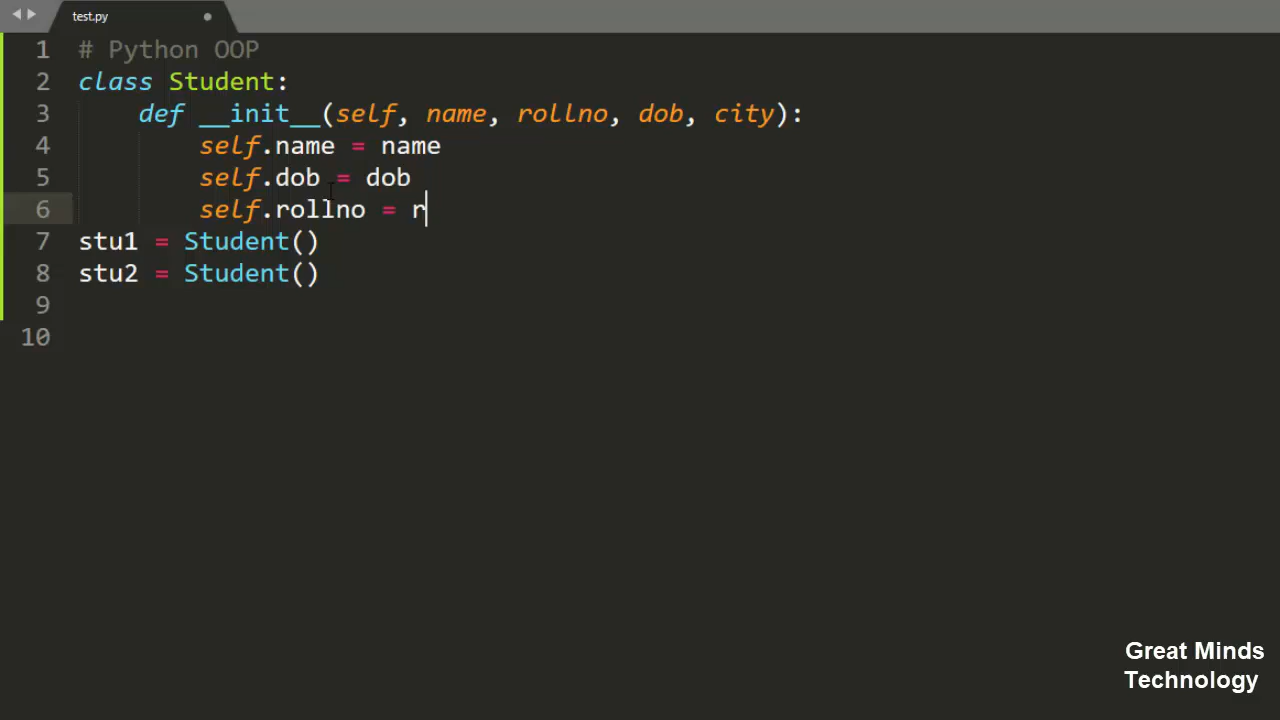 test.py
1 # Python OOP
2 class Student:
3     def __init__(self, name, rollno, dob, city):
4         self.name = name
5         self.dob = dob
6         self.rollno = r
7 stu1 = Student()
8 stu2 = Student()
9
10
Great Minds
Technology